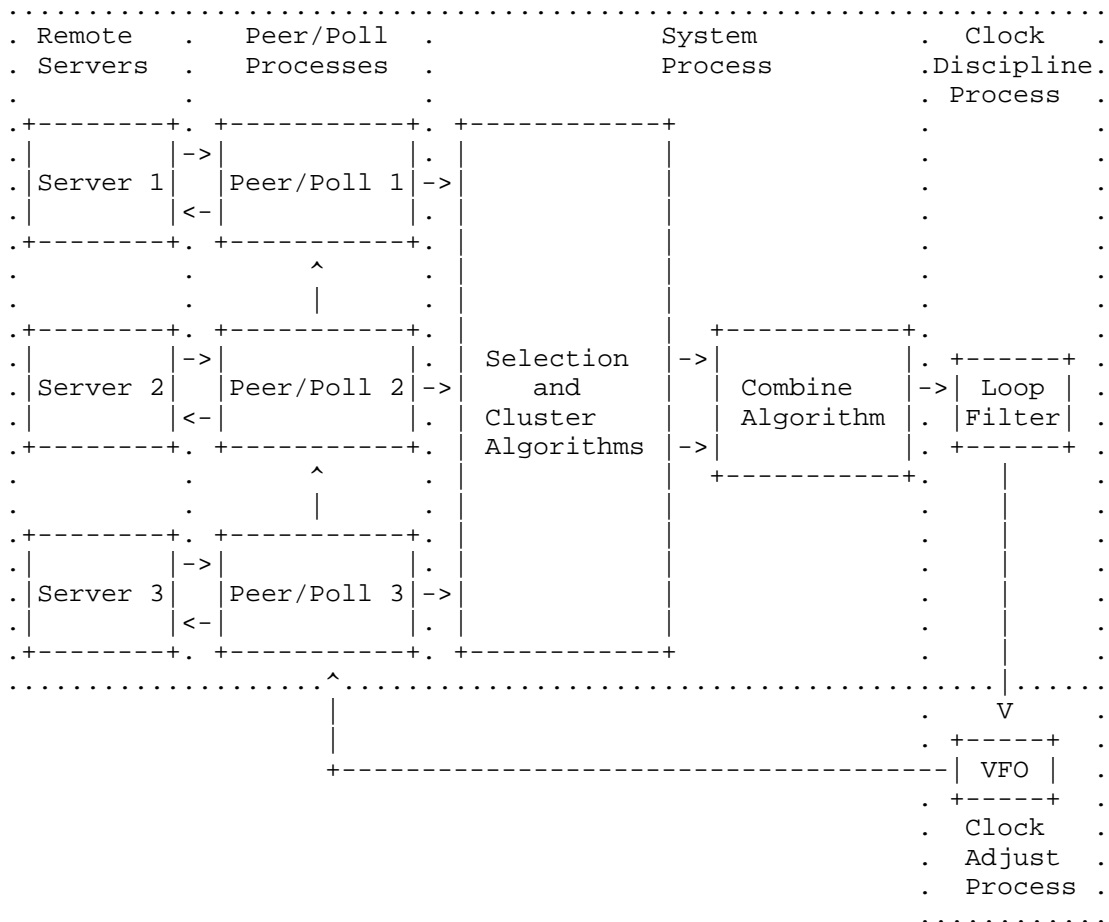 Remote Peer/Poll System Clock
Servers Processes Process Discipline
Process
Server 1 Peer/Poll 1
Selection
Server 2 Peer/Poll 2 and Combine Loop
Cluster Algorithm Filter
Algorithms
Server 3 Peer/Poll 3
V
VFO
Clock
Adjust
Process